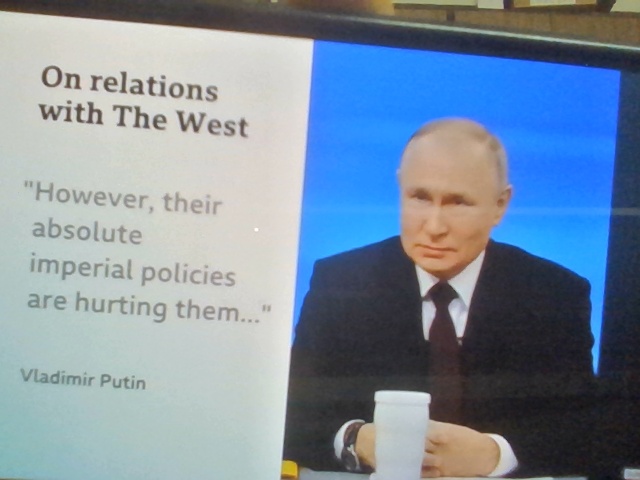 On relations
with The West
"However, their
absolute
imperial policies
are hurting them..."
Vladimir Putin